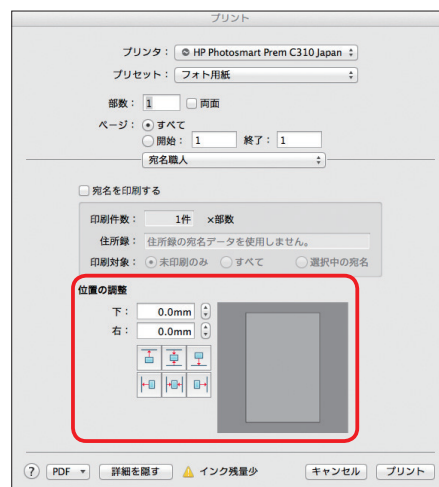 プリント
プリンタ： HP Photosmart Prem C310 Japan
プリセット： フォト用紙
部数： 1 両面
ページ： すべて
開始： 1 終了： 1
宛名職人
宛名を印刷する
印刷件数： 1件 ×部数
住所録： 住所録の宛名データを使用しません。
印刷対象： 未印刷のみ すべて 選択中の宛名
位置の調整
下： 0.0mm
右： 0.0mm
? PDF 詳細を隠す インク残量少 キャンセル プリント